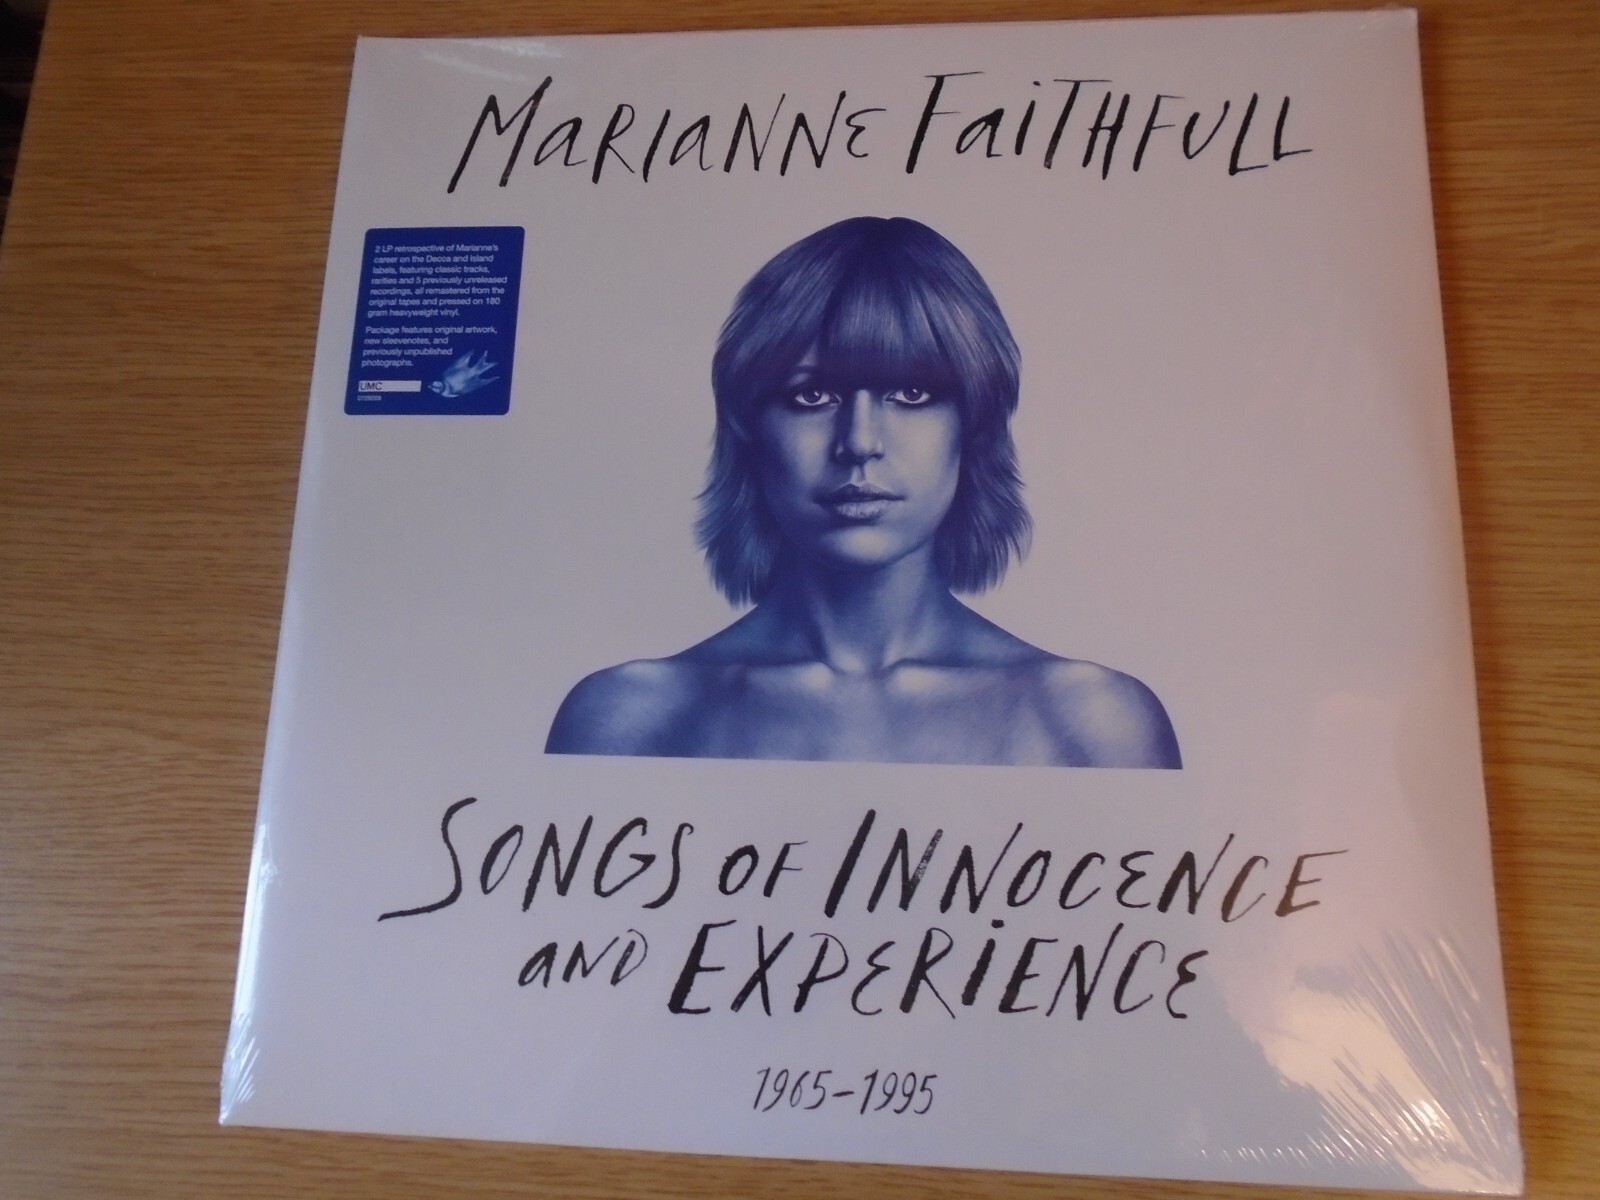 MARIANNE FAITHFULL
2 LP retrospective of Marianne's
career on the Decca and Island
labels, featuring classic tracks,
rarities and 5 previously unreleased
recordings, all remastered from the
original tapes and pressed on 180
gram heavyweight vinyl.
Package features original artwork,
new sleevenotes, and
previously unpublished
photographs.
UMC
SONGS OF INNOCENCE
AND EXPERIENCE
1965-1995